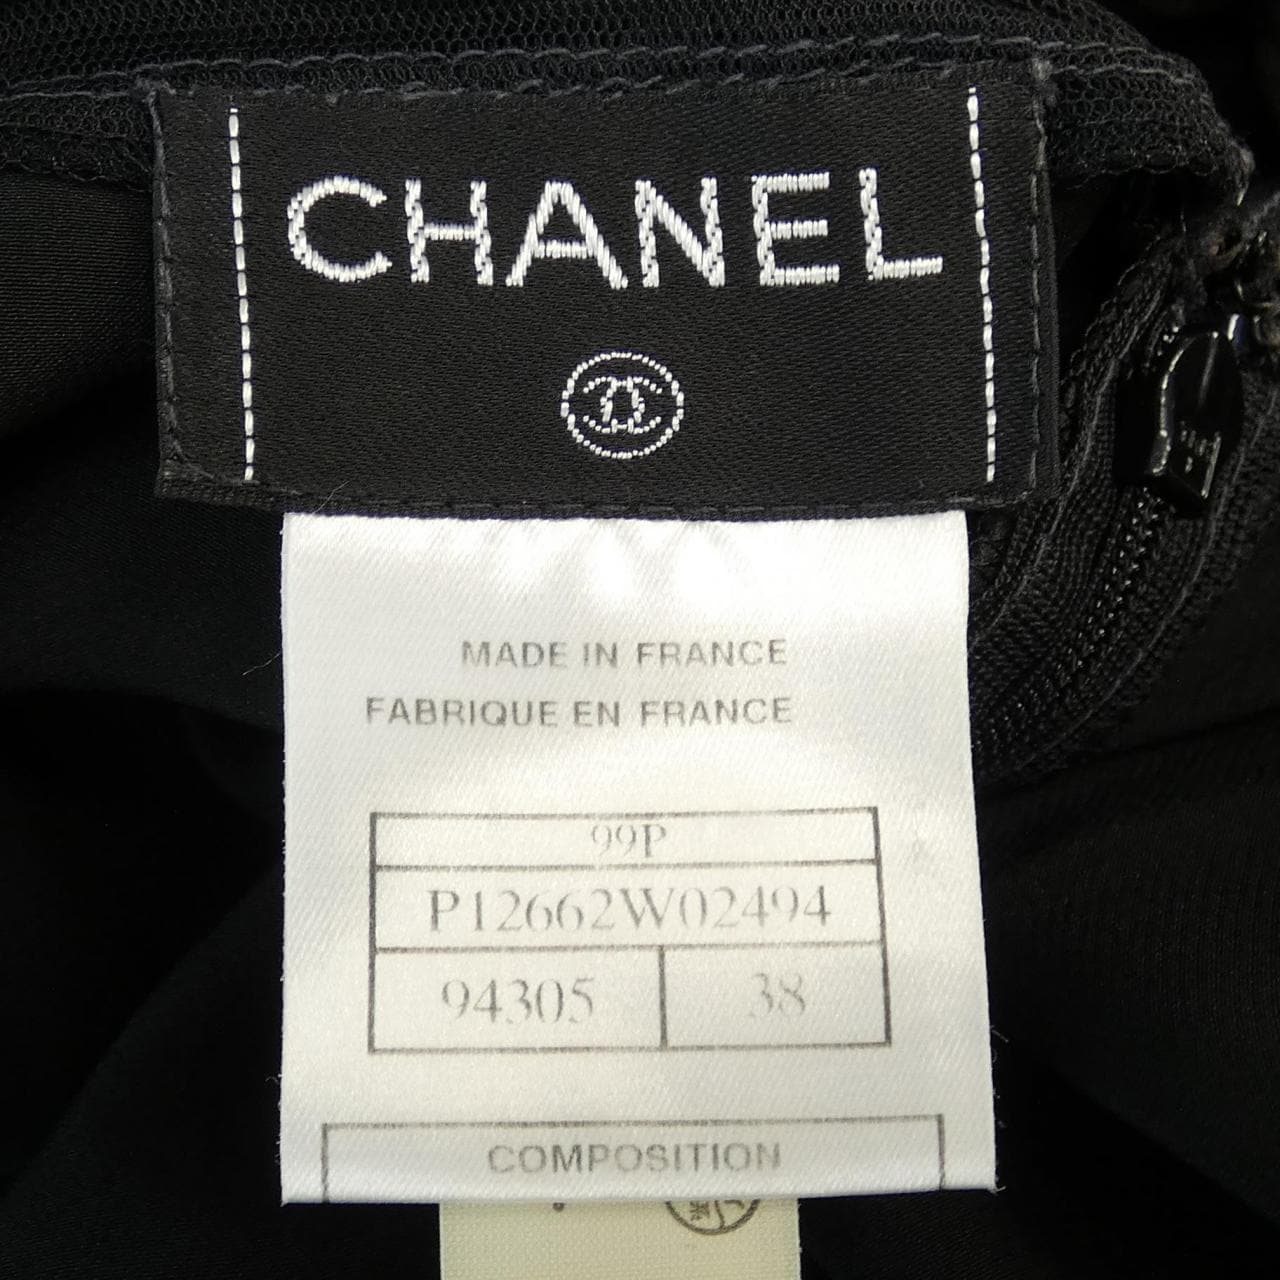 CHANEL
MADE IN FRANCE
FABRIQUE EN FRANCE
99P
P12662W02494
94305 38
COMPOSITION